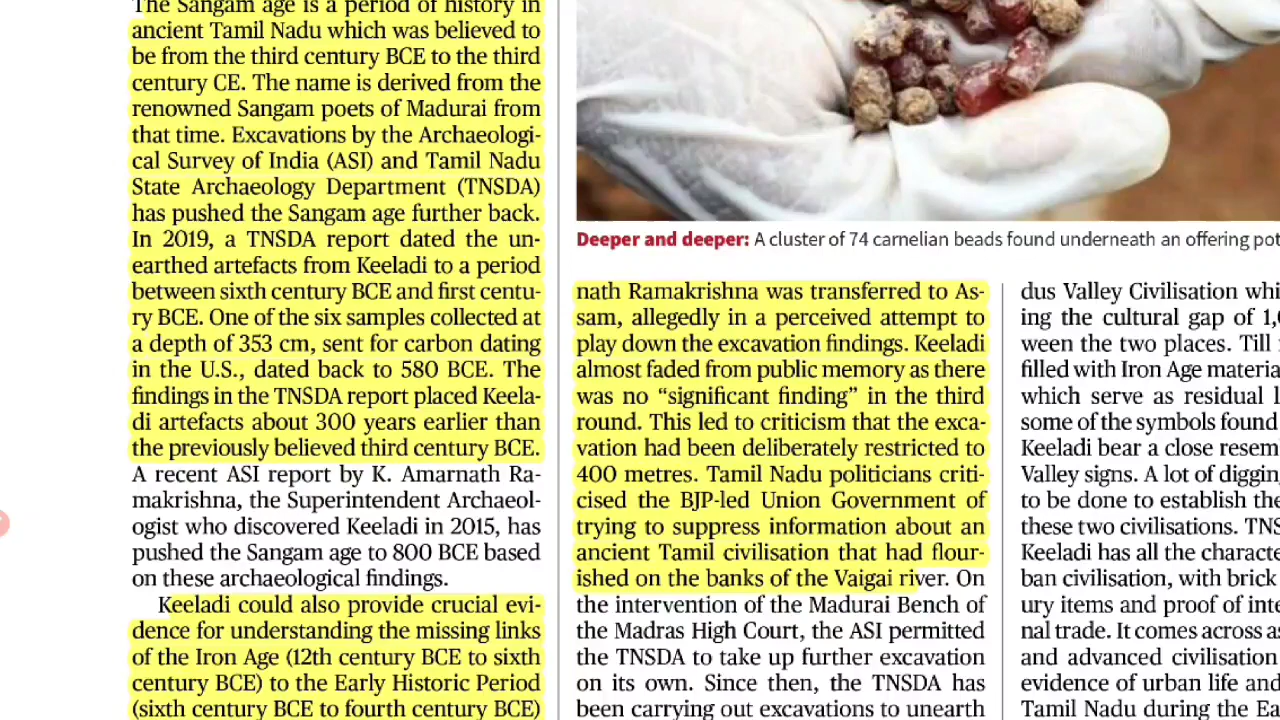 The Sangam age is a period of history in
ancient Tamil Nadu which was believed to
be from the third century BCE to the third
century CE. The name is derived from the
renowned Sangam poets of Madurai from
that time. Excavations by the Archaeologi-
cal Survey of India (ASI) and Tamil Nadu
State Archaeology Department (TNSDA)
has pushed the Sangam age further back.
In 2019, a TNSDA report dated the un-
earthed artefacts from Keeladi to a period
between sixth century BCE and first centu-
ry BCE. One of the six samples collected at
a depth of 353 cm, sent for carbon dating
in the U.S., dated back to 580 BCE. The
findings in the TNSDA report placed Keela-
di artefacts about 300 years earlier than
the previously believed third century BCE.
A recent ASI report by K. Amarnath Ra-
makrishna, the Superintendent Archaeol-
ogist who discovered Keeladi in 2015, has
pushed the Sangam age to 800 BCE based
on these archaeological findings.
Keeladi could also provide crucial evi-
dence for understanding the missing links
of the Iron Age (12th century BCE to sixth
century BCE) to the Early Historic Period
(sixth century BCE to fourth century BCE)
Deeper and deeper: A cluster of 74 carnelian beads found underneath an offering pot
nath Ramakrishna was transferred to As-
sam, allegedly in a perceived attempt to
play down the excavation findings. Keeladi
almost faded from public memory as there
was no “significant finding” in the third
round. This led to criticism that the exca-
vation had been deliberately restricted to
400 metres. Tamil Nadu politicians criti-
cised the BJP-led Union Government of
trying to suppress information about an
ancient Tamil civilisation that had flour-
ished on the banks of the Vaigai river. On
the intervention of the Madurai Bench of
the Madras High Court, the ASI permitted
the TNSDA to take up further excavation
on its own. Since then, the TNSDA has
been carrying out excavations to unearth
dus Valley Civilisation whi
ing the cultural gap of 1,
ween the two places. Till
filled with Iron Age materia
which serve as residual
some of the symbols found
Keeladi bear a close resem
Valley signs. A lot of diggin
to be done to establish the
these two civilisations. TNS
Keeladi has all the characte
ban civilisation, with brick
ury items and proof of inte
nal trade. It comes across as
and advanced civilisation
evidence of urban life and
Tamil Nadu during the Ea